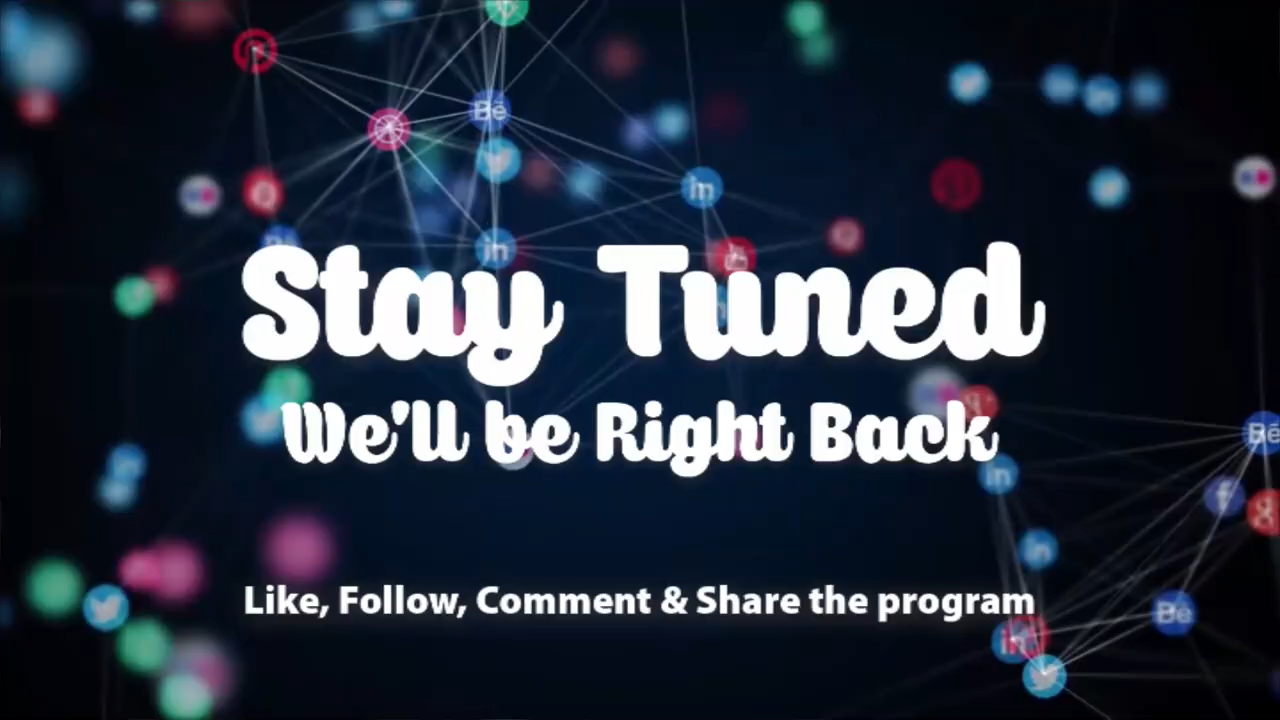 Stay Tuned
We'll be Right Back
Like, Follow, Comment & Share the program